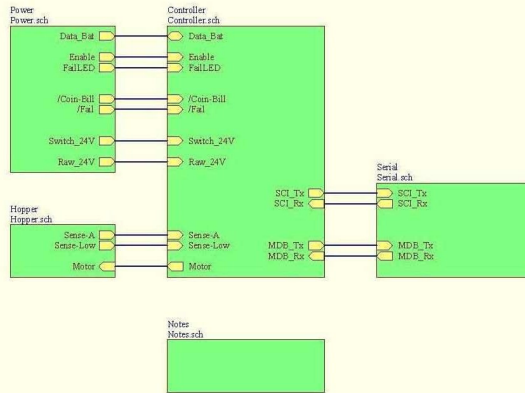 Power
Power.sch
Data_Bat
Enable
FailLED
/Coin-Bill
/Fail
Switch_24V
Raw_24V
Controller
Controller.sch
Data_Bat
Enable
FailLED
/Coin-Bill
/Fail
Switch_24V
Raw_24V
SCI_Tx
SCI_Rx
Sense-A
Sense-Low
MDB_Tx
MDB_Rx
Motor
Serial
Serial.sch
SCI_Tx
SCI_Rx
MDB_Tx
MDB_Rx
Hopper
Hopper.sch
Sense-A
Sense-Low
Motor
Notes
Notes.sch